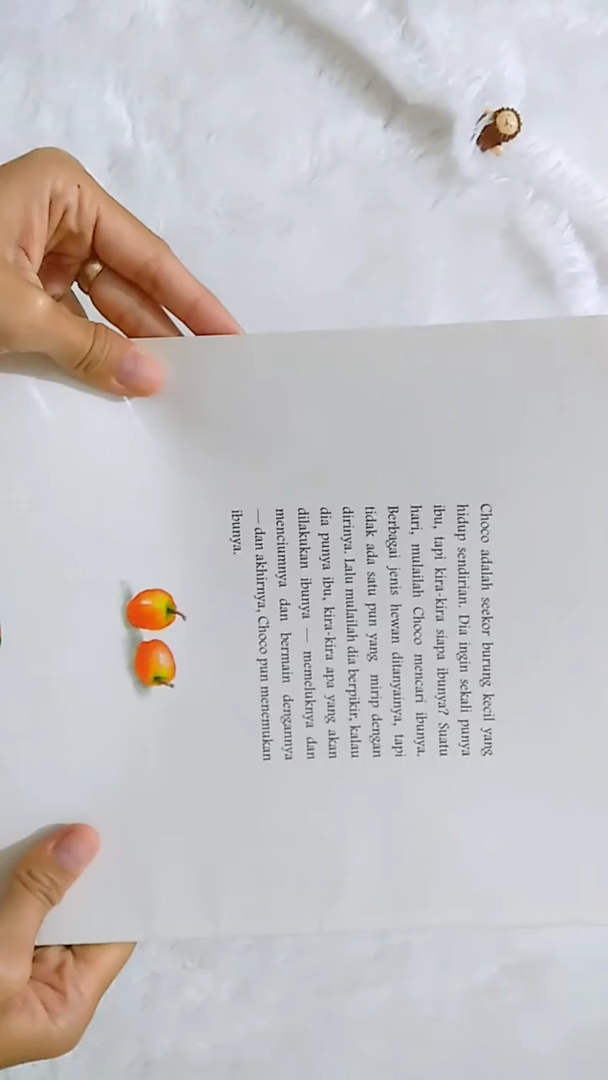 Choco adalah seekor burung kecil yang
hidup sendirian. Dia ingin sekali punya
ibu, tapi kira-kira siapa ibunya? Suatu
hari, mulailah Choco mencari ibunya.
Berbagai jenis hewan ditanyainya, tapi
tidak ada satu pun yang mirip dengan
dirinya. Lalu mulailah dia berpikir, kalau
dia punya ibu, kira-kira apa yang akan
dilakukan ibunya — memeluknya dan
menciumnya dan bermain dengannya
— dan akhirnya, Choco pun menemukan
ibunya.